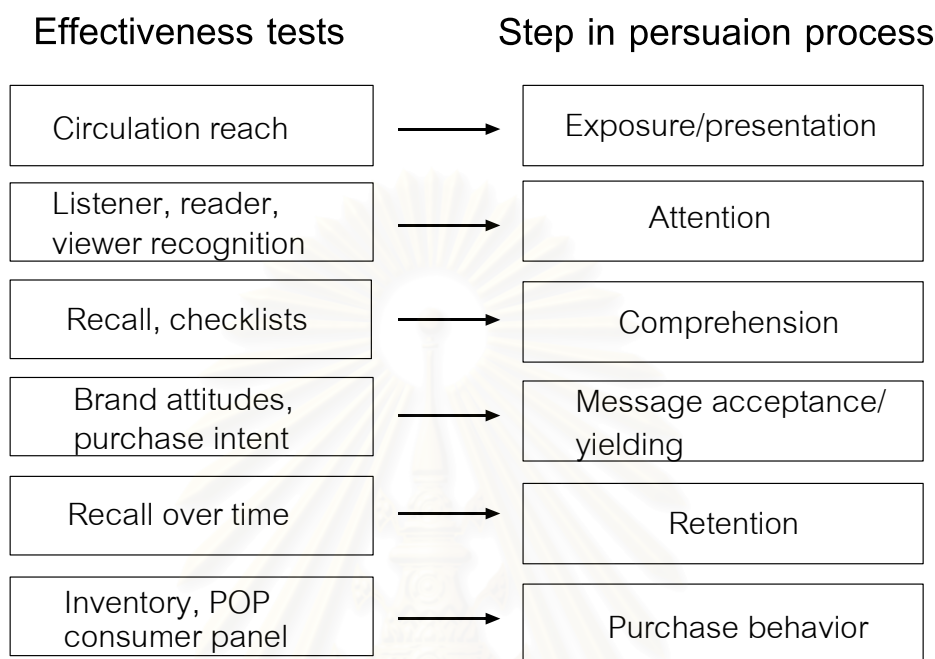 Effectiveness tests Step in persuaion process
Circulation reach
Exposure/presentation
Listener, reader,
viewer recognition
Attention
Recall, checklists
Comprehension
Brand attitudes,
purchase intent
Message acceptance/
yielding
Recall over time
Retention
Inventory, POP
consumer panel
Purchase behavior